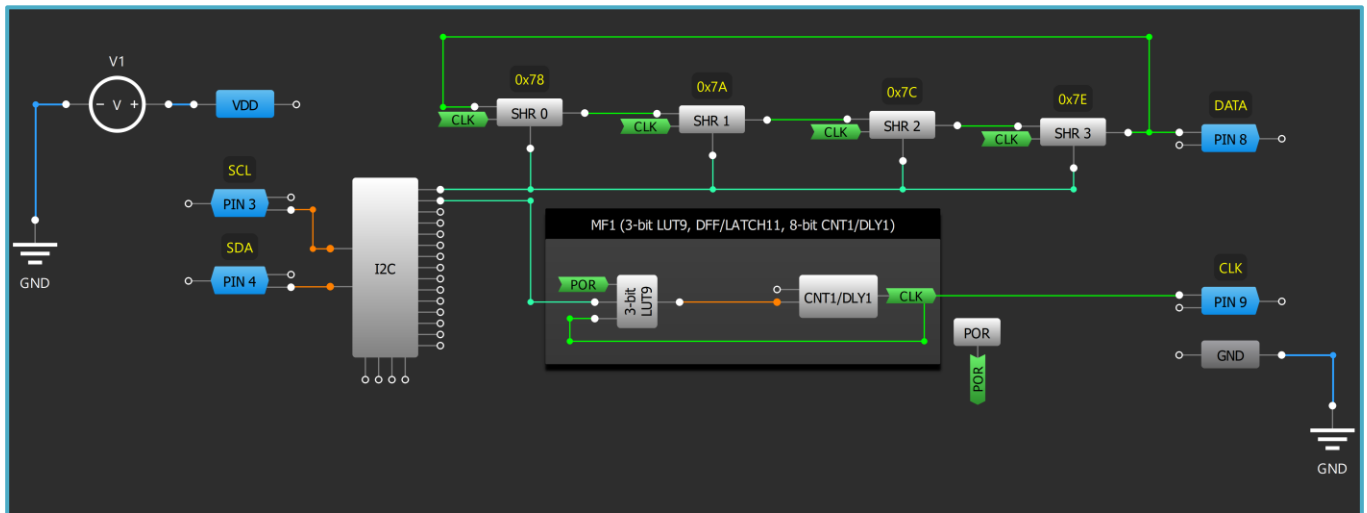 V1
– V +
VDD
GND
SCL
PIN 3
SDA
PIN 4
I2C
0x78
SHR 0
CLK
0x7A
SHR 1
CLK
0x7C
SHR 2
CLK
0x7E
SHR 3
CLK
DATA
PIN 8
MF1 (3-bit LUT9, DFF/LATCH11, 8-bit CNT1/DLY1)
POR
3-bit
LUT9
CNT1/DLY1
CLK
POR
POR
CLK
PIN 9
GND
GND